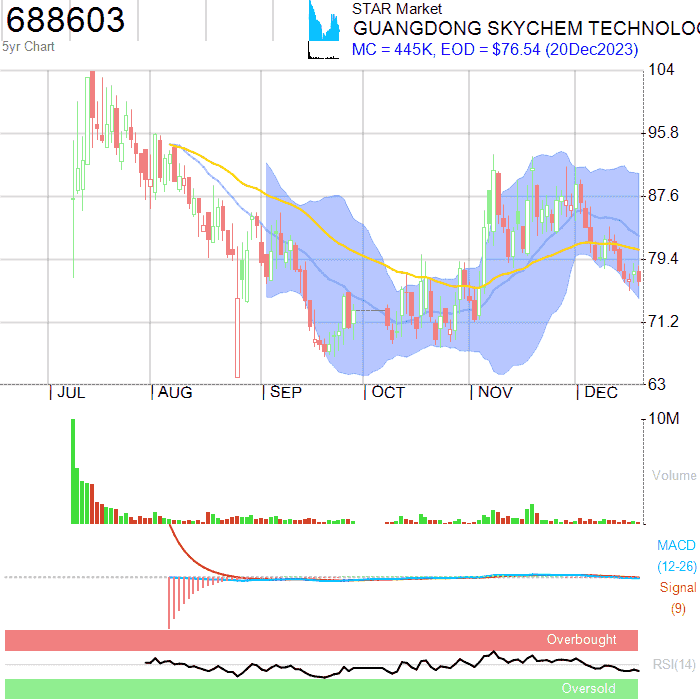 688603
5yr Chart
STAR Market
GUANGDONG SKYCHEM TECHNOLO
MC = 445K, EOD = $76.54 (20Dec2023)
104
95.8
87.6
79.4
71.2
63
JUL AUG SEP OCT NOV DEC
10M
Volume
MACD
(12-26)
Signal
(9)
Overbought
RSI(14)
Oversold